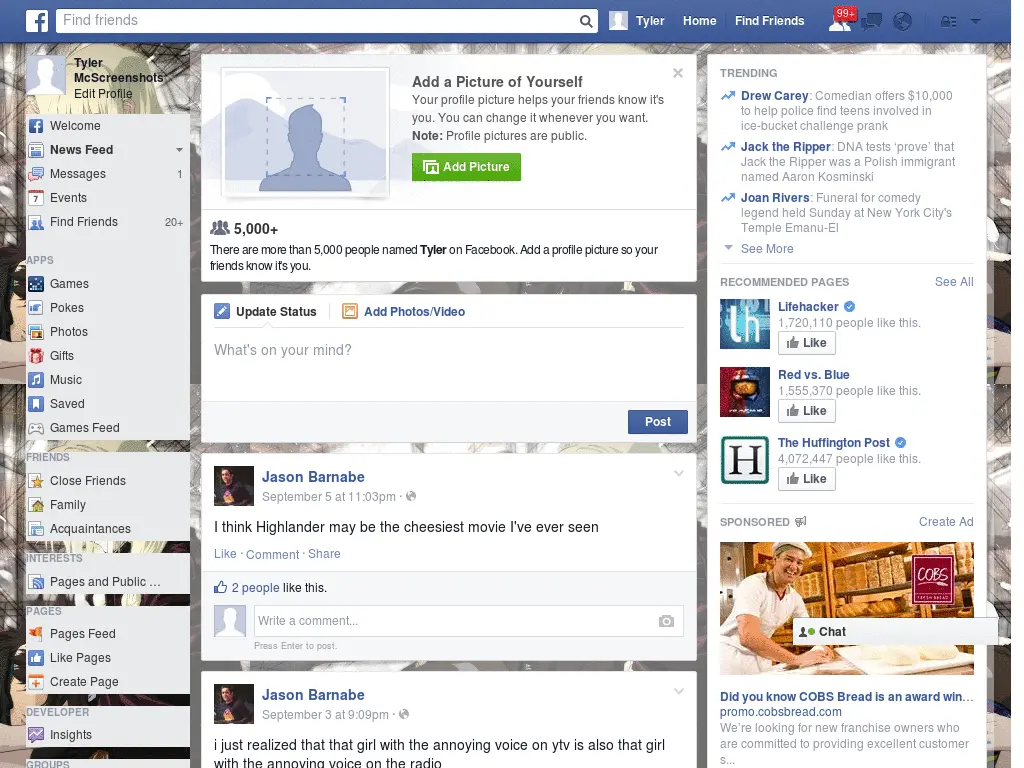 Find friends
Tyler
Home
Find Friends
99+
Tyler
McScreenshots
Edit Profile
Welcome
News Feed
Messages 1
7 Events
Find Friends 20+
APPS
Games
Pokes
Photos
Gifts
Music
Saved
Games Feed
FRIENDS
Close Friends
Family
Acquaintances
INTERESTS
Pages and Public ...
PAGES
Pages Feed
Like Pages
Create Page
DEVELOPER
Insights
GROUPS
Add a Picture of Yourself
Your profile picture helps your friends know it's
you. You can change it whenever you want.
Note: Profile pictures are public.
Add Picture
5,000+
There are more than 5,000 people named Tyler on Facebook. Add a profile picture so your
friends know it's you.
Update Status
Add Photos/Video
What's on your mind?
Post
Jason Barnabe
September 5 at 11:03pm ·
I think Highlander may be the cheesiest movie I've ever seen
Like · Comment · Share
2 people like this.
Write a comment...
Press Enter to post.
Jason Barnabe
September 3 at 9:09pm ·
i just realized that that girl with the annoying voice on ytv is also that girl
with the annoying voice on the radio
TRENDING
Drew Carey: Comedian offers $10,000
to help police find teens involved in
ice-bucket challenge prank
Jack the Ripper: DNA tests ‘prove’ that
Jack the Ripper was a Polish immigrant
named Aaron Kosminski
Joan Rivers: Funeral for comedy
legend held Sunday at New York City's
Temple Emanu-El
See More
RECOMMENDED PAGES See All
lh
Lifehacker
1,720,110 people like this.
Like
Red vs. Blue
1,555,370 people like this.
Like
H
The Huffington Post
4,072,447 people like this.
Like
SPONSORED Create Ad
COBS
FRESH BREAD
Chat
Did you know COBS Bread is an award win...
promo.cobsbread.com
We're looking for new franchise owners who
are committed to providing excellent customer
s...